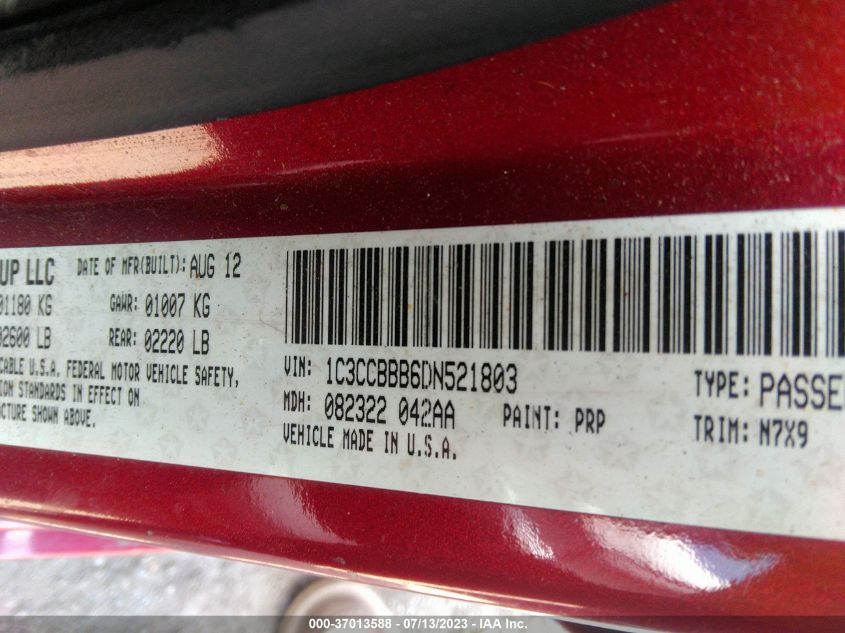 UP LLC DATE OF MFR(BUILT): AUG 12
01180 KG GAWR: 01007 KG
02600 LB REAR: 02220 LB
CABLE U.S.A. FEDERAL MOTOR VEHICLE SAFETY,
ION STANDARDS IN EFFECT ON
CTURE SHOWN ABOVE.
VIN: 1C3CCBBB6DN521803 TYPE: PASSE
MDH: 082322 042AA PAINT: PRP TRIM: N7X9
VEHICLE MADE IN U.S.A.
000-37013588 - 07/13/2023 - IAA Inc.